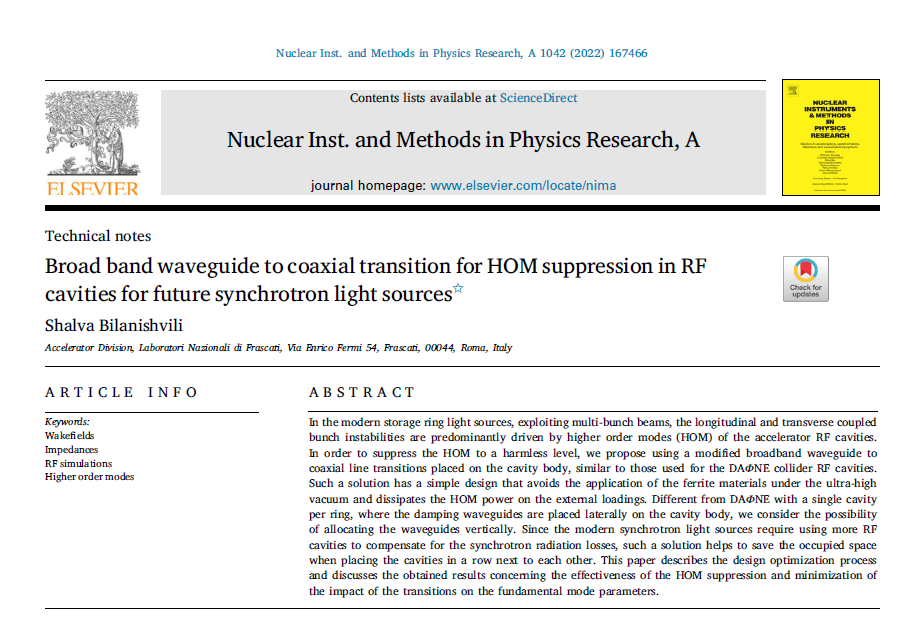 Nuclear Inst. and Methods in Physics Research, A 1042 (2022) 167466
Contents lists available at ScienceDirect
Nuclear Inst. and Methods in Physics Research, A
journal homepage: www.elsevier.com/locate/nima
ELSEVIER
NUCLEAR
INSTRUMENTS
& METHODS
IN
PHYSICS
RESEARCH
Technical notes
Broad band waveguide to coaxial transition for HOM suppression in RF
cavities for future synchrotron light sources☆
Check for
updates
Shalva Bilanishvili
Accelerator Division, Laboratori Nazionali di Frascati, Via Enrico Fermi 54, Frascati, 00044, Roma, Italy
ARTICLE INFO
Keywords:
Wakefields
Impedances
RF simulations
Higher order modes
ABSTRACT
In the modern storage ring light sources, exploiting multi-bunch beams, the longitudinal and transverse coupled
bunch instabilities are predominantly driven by higher order modes (HOM) of the accelerator RF cavities.
In order to suppress the HOM to a harmless level, we propose using a modified broadband waveguide to
coaxial line transitions placed on the cavity body, similar to those used for the DAΦNE collider RF cavities.
Such a solution has a simple design that avoids the application of the ferrite materials under the ultra-high
vacuum and dissipates the HOM power on the external loadings. Different from DAΦNE with a single cavity
per ring, where the damping waveguides are placed laterally on the cavity body, we consider the possibility
of allocating the waveguides vertically. Since the modern synchrotron light sources require using more RF
cavities to compensate for the synchrotron radiation losses, such a solution helps to save the occupied space
when placing the cavities in a row next to each other. This paper describes the design optimization process
and discusses the obtained results concerning the effectiveness of the HOM suppression and minimization of
the impact of the transitions on the fundamental mode parameters.